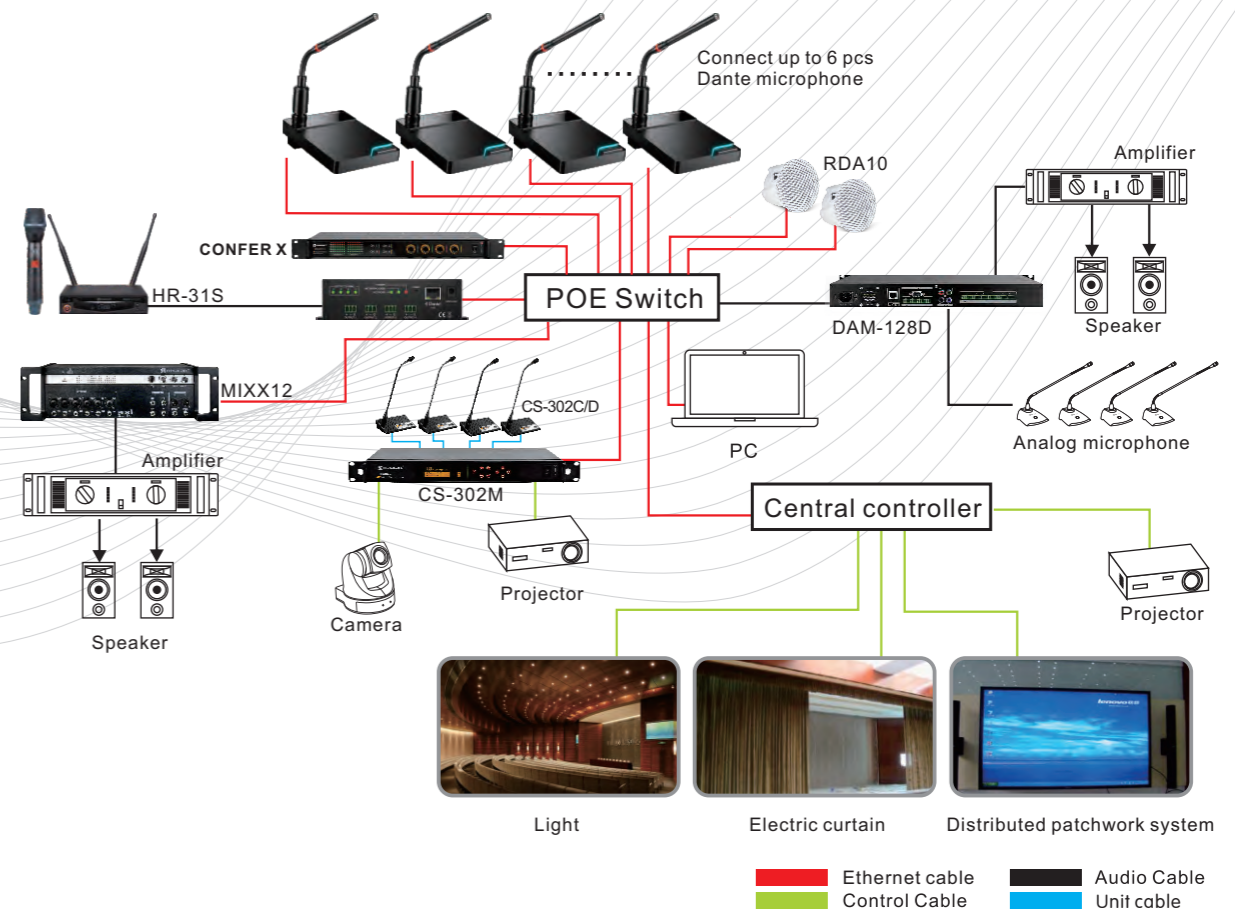 Connect up to 6 pcs
Dante microphone
RDA10
Amplifier
CONFER X
HR-31S
POE Switch
DAM-128D
Speaker
MIXX12
CS-302C/D
PC
Analog microphone
Amplifier
CS-302M
Central controller
Projector
Camera
Projector
Speaker
Light
Electric curtain
Distributed patchwork system
Ethernet cable
Audio Cable
Control Cable
Unit cable